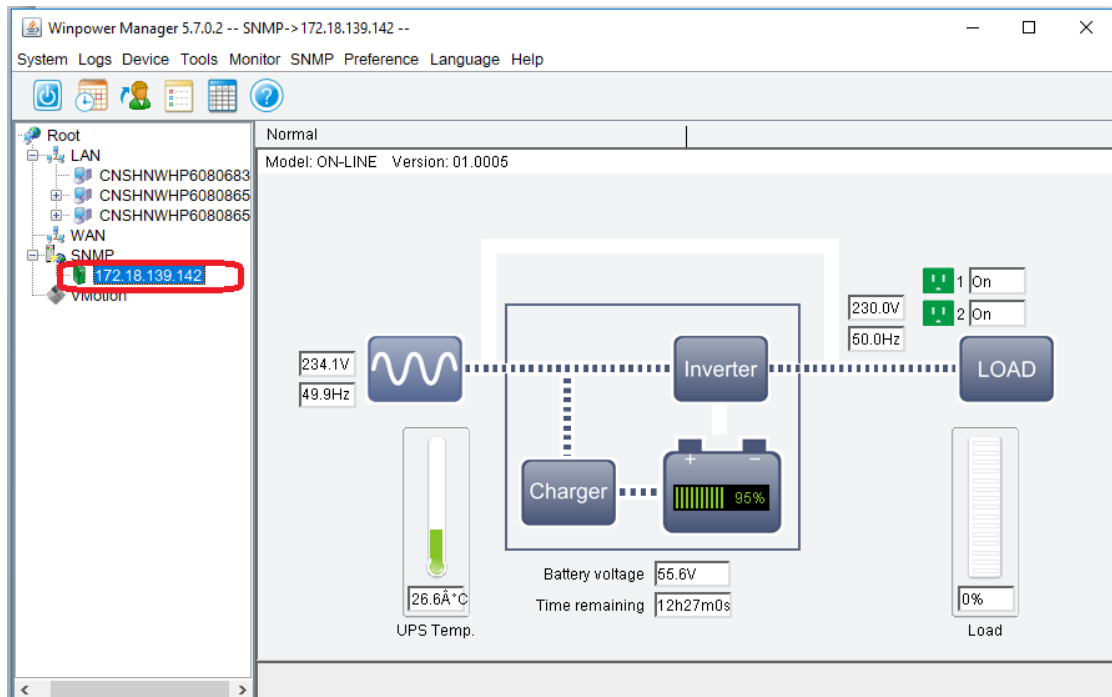 Winpower Manager 5.7.0.2 -- SNMP->172.18.139.142 --
System Logs Device Tools Monitor SNMP Preference Language Help
Root
LAN
CNSHNWHP6080683
CNSHNWHP6080865
CNSHNWHP6080865
WAN
SNMP
172.18.139.142
VMotion
Normal
Model: ON-LINE Version: 01.0005
1 On
2 On
230.0V
50.0Hz
234.1V
49.9Hz
Inverter
LOAD
Charger
+ −
95%
Battery voltage 55.6V
Time remaining 12h27m0s
26.6Â°C
UPS Temp.
0%
Load